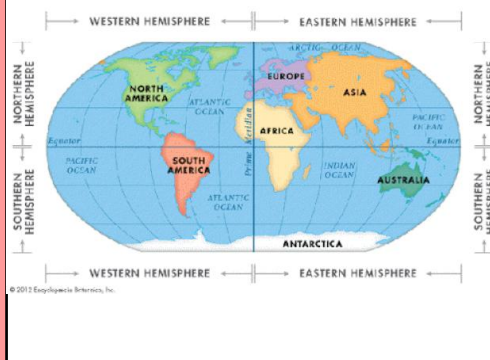 WESTERN HEMISPHERE
EASTERN HEMISPHERE
ARCTIC OCEAN
NORTHERN
HEMISPHERE
NORTH
AMERICA
EUROPE
ASIA
NORTHERN
HEMISPHERE
ATLANTIC
OCEAN
PACIFIC
OCEAN
AFRICA
Prime Meridian
Equator
Equator
PACIFIC
OCEAN
SOUTH
AMERICA
INDIAN
OCEAN
AUSTRALIA
SOUTHERN
HEMISPHERE
SOUTHERN
HEMISPHERE
ATLANTIC
OCEAN
ANTARCTICA
WESTERN HEMISPHERE
EASTERN HEMISPHERE
© 2012 Encyclopædia Britannica, Inc.